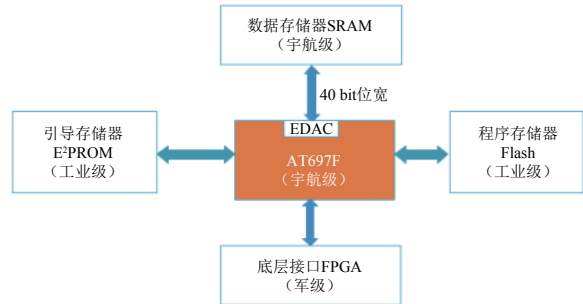 数据存储器SRAM
（宇航级）
40 bit位宽
引导存储器
E²PROM
（工业级）
EDAC
AT697F
（宇航级）
程序存储器
Flash
（工业级）
底层接口FPGA
（军级）